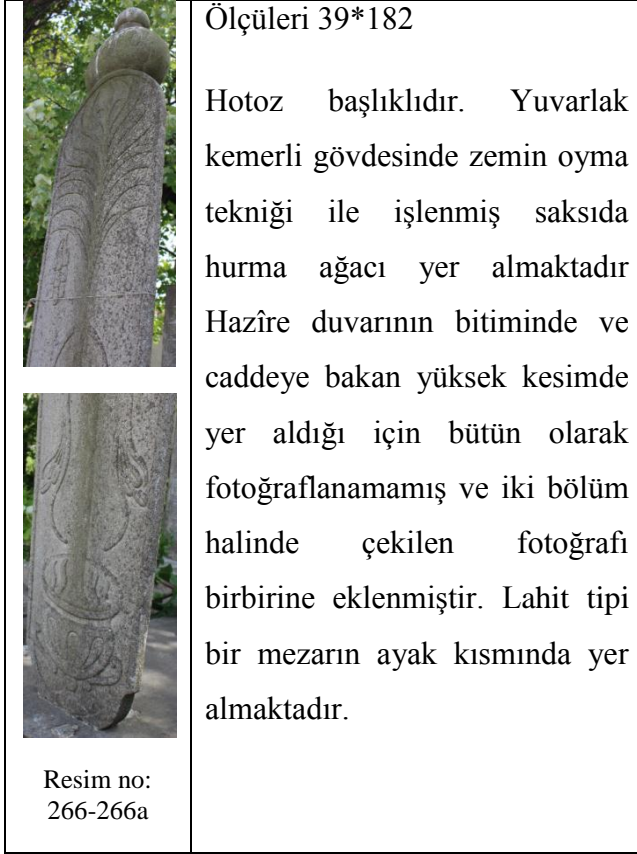 Ölçüleri 39*182
Hotoz başlıklıdır. Yuvarlak
kemerli gövdesinde zemin oyma
tekniği ile işlenmiş saksıda
hurma ağacı yer almaktadır
Hazîre duvarının bitiminde ve
caddeye bakan yüksek kesimde
yer aldığı için bütün olarak
fotoğraflanamamış ve iki bölüm
halinde çekilen fotoğrafı
birbirine eklenmiştir. Lahit tipi
bir mezarın ayak kısmında yer
almaktadır.
Resim no:
266-266a